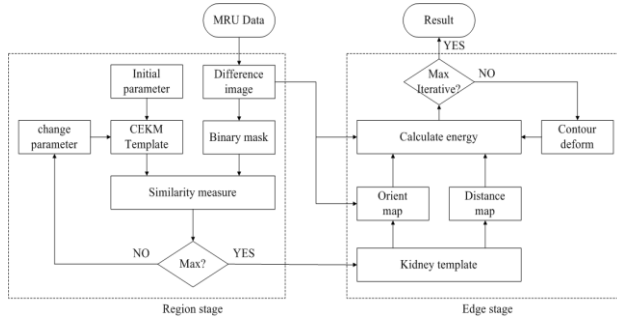 MRU Data
Result
YES
Initial
parameter
Difference
image
Max
Iterative?
NO
change
parameter
CEKM
Template
Binary mask
Calculate energy
Contour
deform
Similarity measure
Orient
map
Distance
map
NO
Max?
YES
Kidney template
Region stage
Edge stage